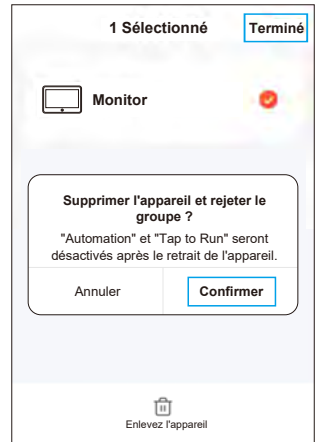 1 Sélectionné
Terminé
Monitor
Supprimer l'appareil et rejeter le
groupe ?
"Automation" et "Tap to Run" seront
désactivés après le retrait de l'appareil.
Annuler
Confirmer
Enlevez l'appareil